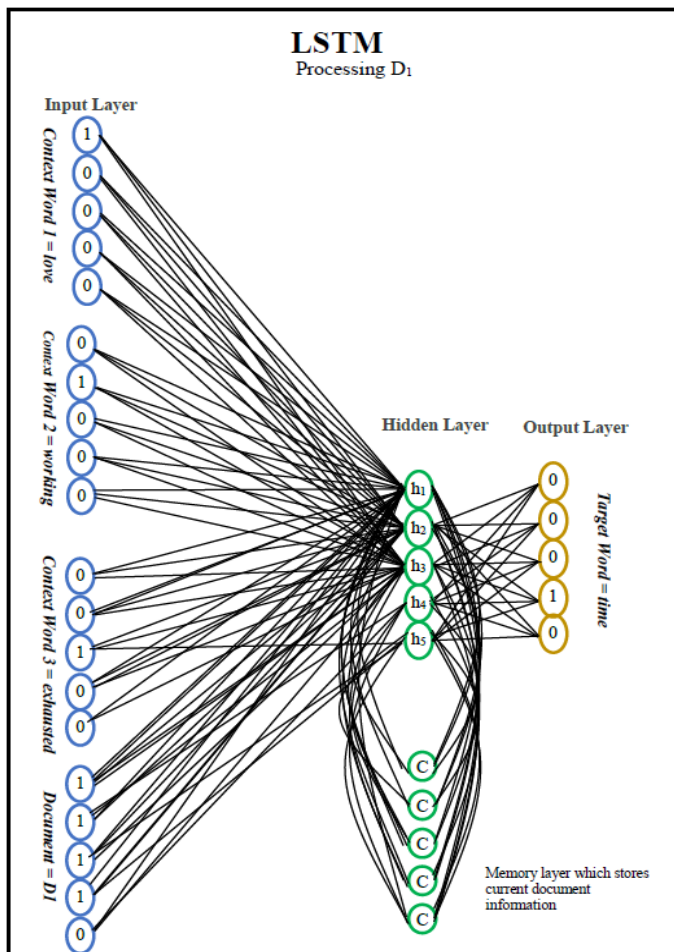 LSTM
Processing D₁
Input Layer
Context Word 1 = love
1
0
0
0
0
Context Word 2 = working
0
1
0
0
0
Context Word 3 = exhausted
0
0
1
0
0
Document = D1
1
1
1
1
0
Hidden Layer
h₁
h₂
h₃
h₄
h₅
C
C
C
C
C
Output Layer
0
0
0
1
0
Target Word = time
Memory layer which stores
current document
information